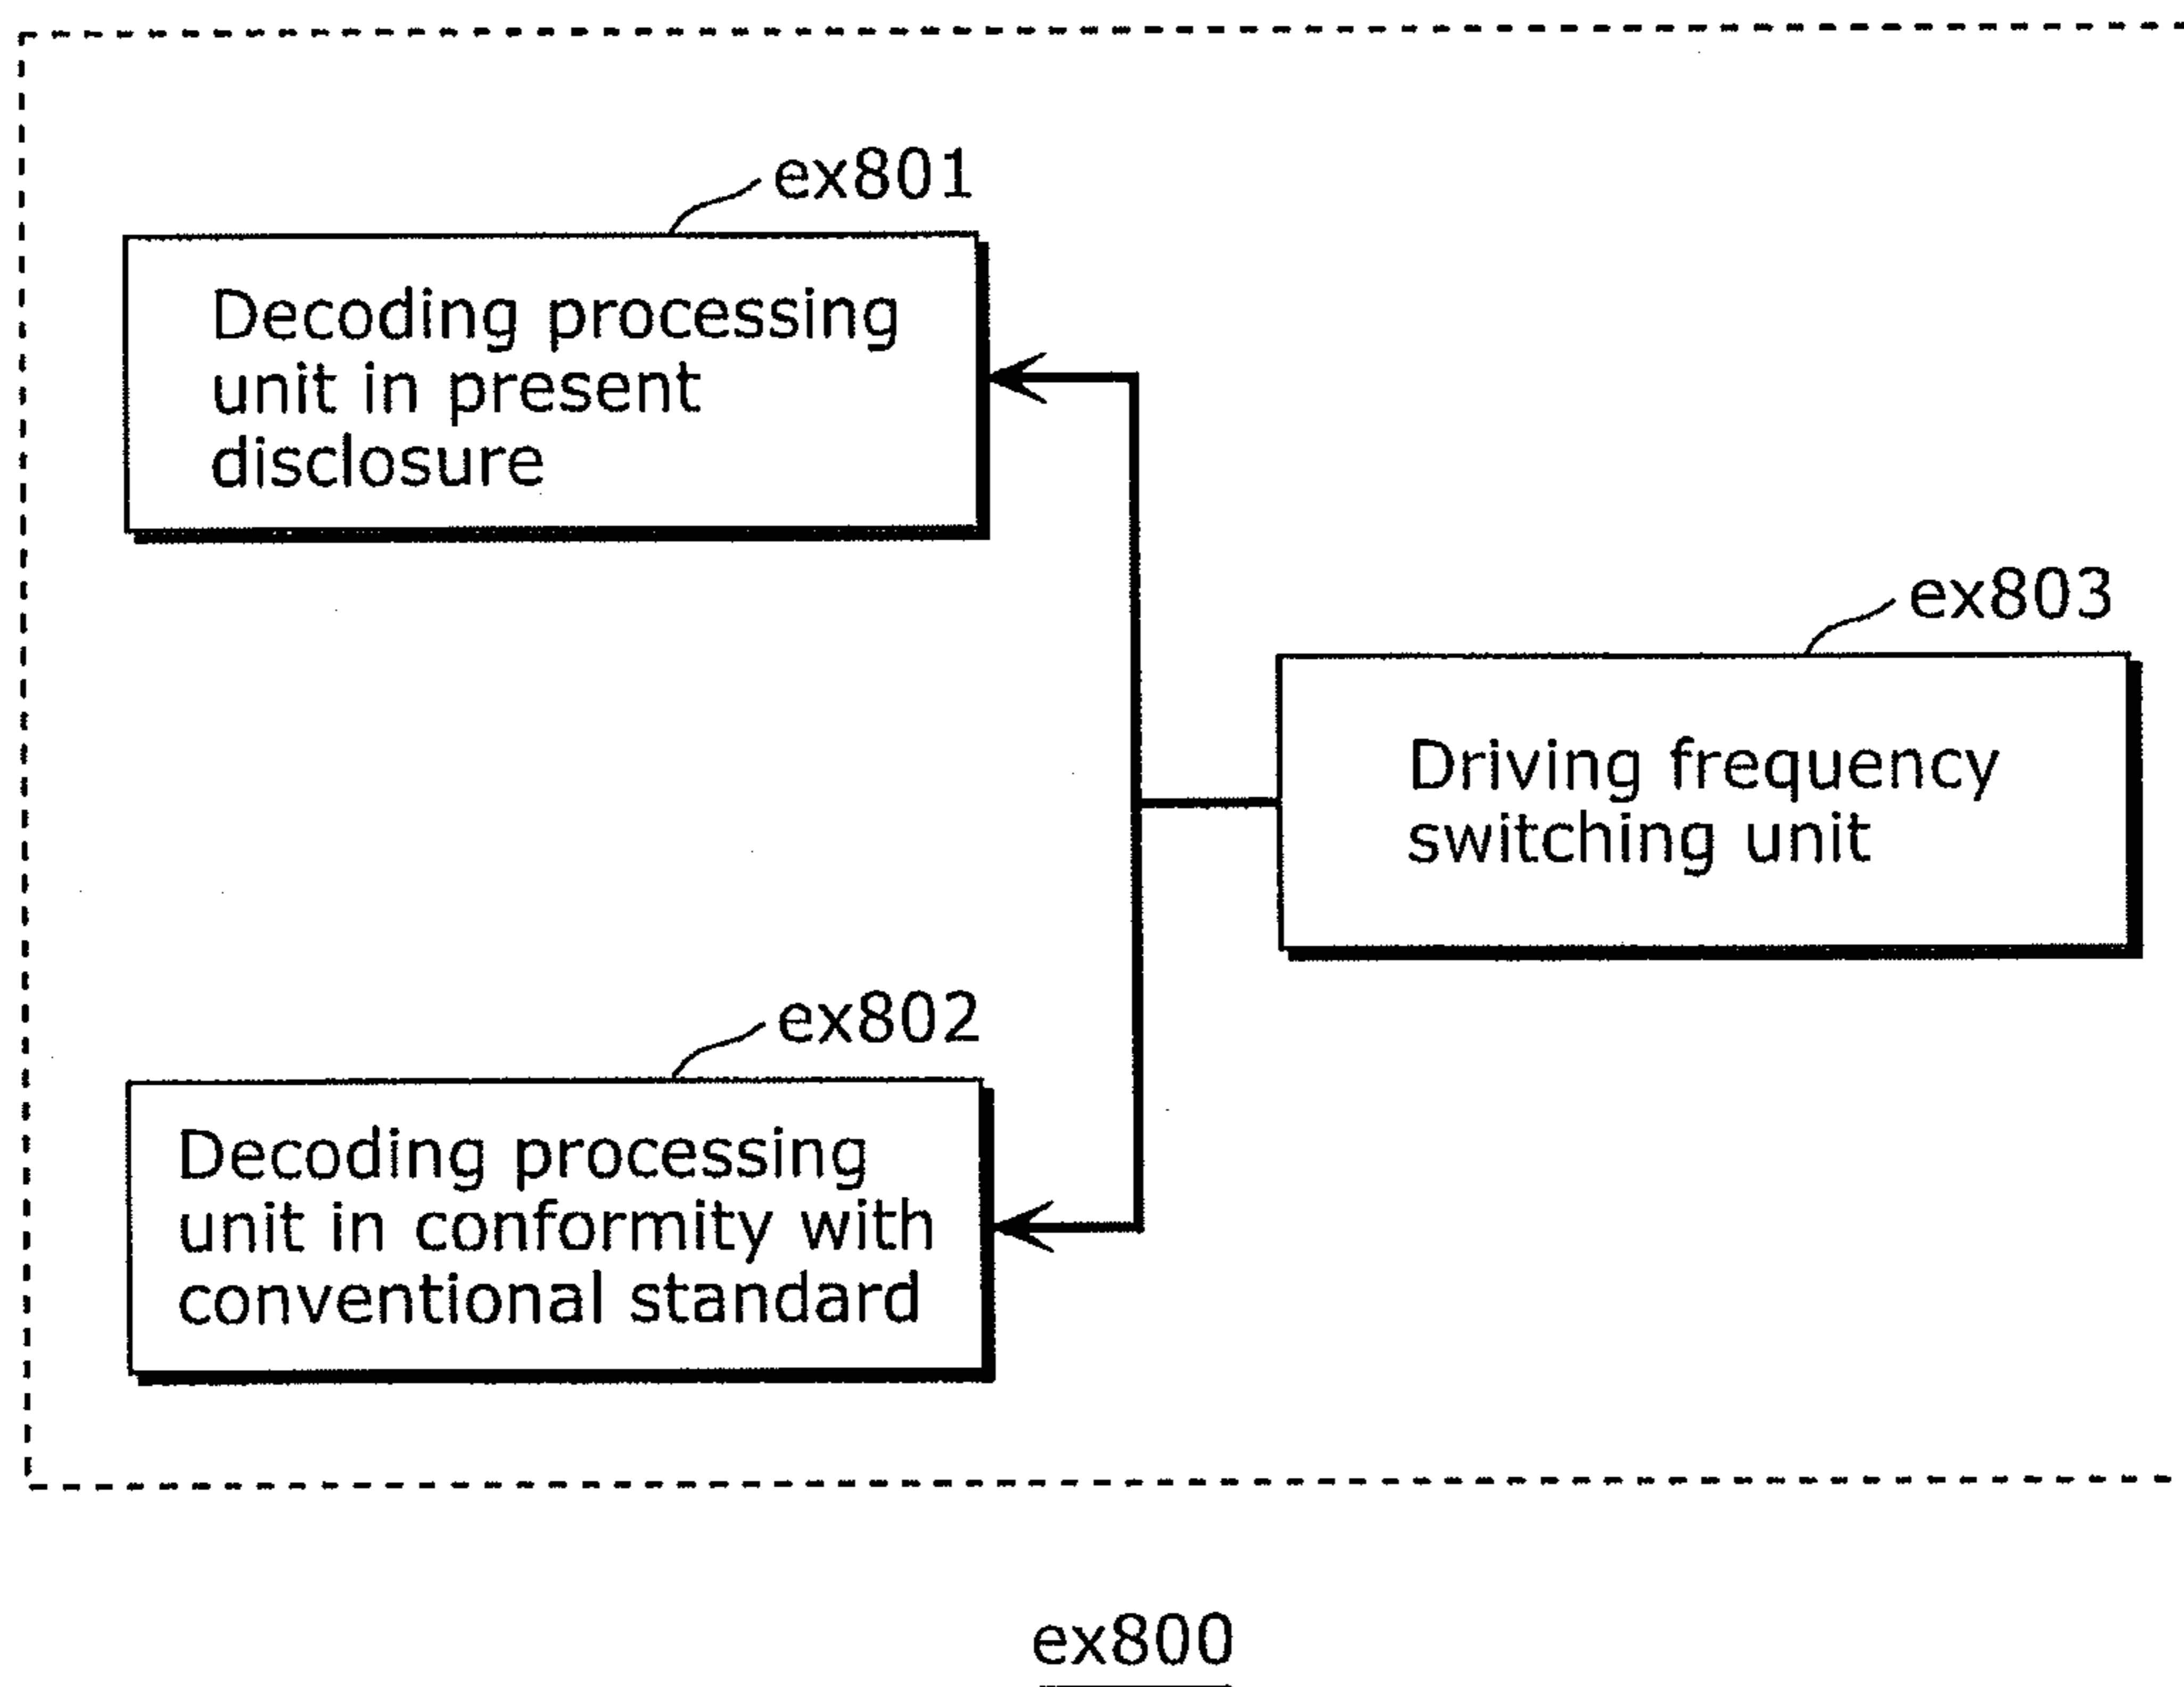 ex801
Decoding processing
unit in present
disclosure
ex803
Driving frequency
switching unit
ex802
Decoding processing
unit in conformity with
conventional standard
ex800